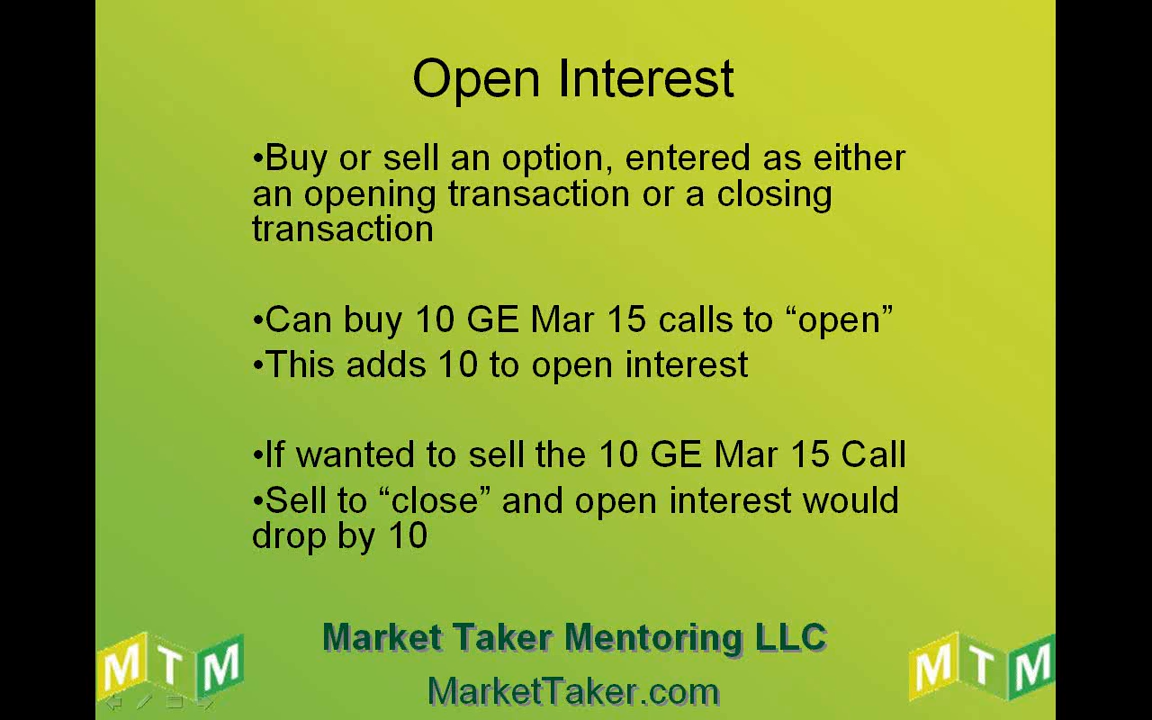 Open Interest
•Buy or sell an option, entered as either
an opening transaction or a closing
transaction
•Can buy 10 GE Mar 15 calls to “open”
•This adds 10 to open interest
•If wanted to sell the 10 GE Mar 15 Call
•Sell to “close” and open interest would
drop by 10
Market Taker Mentoring LLC
MarketTaker.com
MTM
MTM